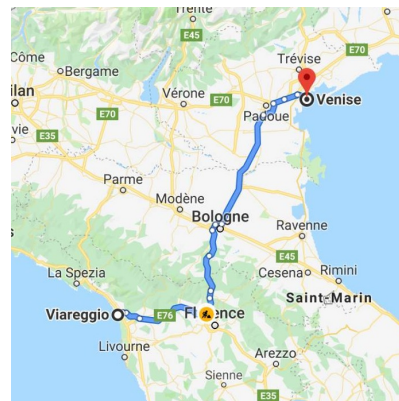 Trente
E45
E70
Côme
Bergame
Trévise
E70
ilan
Vérone
E70
Venise
E70
Padoue
vie
E35
Parme
Modène
Bologne
Ravenne
E45
La Spezia
Cesena
Rimini
Saint-Marin
Viareggio
E76
Florence
Livourne
Arezzo
Sienne
E35